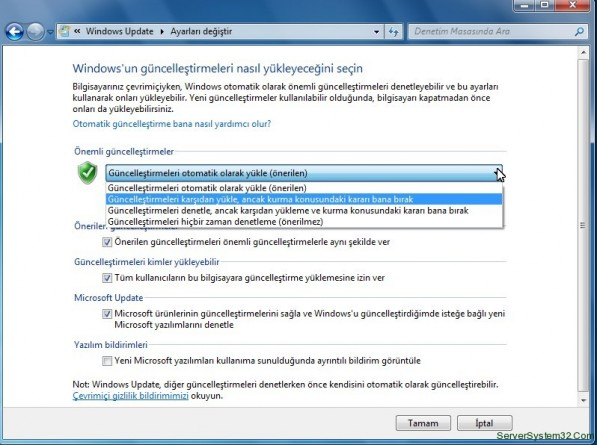 « Windows Update ▸ Ayarları değiştir
Denetim Masasında Ara
Windows'un güncelleştirmeleri nasıl yükleyeceğini seçin
Bilgisayarınız çevrimiçiyken, Windows otomatik olarak önemli güncelleştirmeleri denetleyebilir ve bu ayarları
kullanarak onları yükleyebilir. Yeni güncelleştirmeler kullanılabilir olduğunda, bilgisayarı kapatmadan önce
onları da yükleyebilirsiniz.
Otomatik güncelleştirme bana nasıl yardımcı olur?
Önemli güncelleştirmeler
Güncelleştirmeleri otomatik olarak yükle (önerilen)
Güncelleştirmeleri otomatik olarak yükle (önerilen)
Güncelleştirmeleri karşıdan yükle, ancak kurma konusundaki kararı bana bırak
Güncelleştirmeleri denetle, ancak karşıdan yükleme ve kurma konusundaki kararı bana bırak
Güncelleştirmeleri hiçbir zaman denetleme (önerilmez)
Önerilen güncelleştirmeler
Önerilen güncelleştirmeleri önemli güncelleştirmelerle aynı şekilde ver
Güncelleştirmeleri kimler yükleyebilir
Tüm kullanıcıların bu bilgisayara güncelleştirme yüklemesine izin ver
Microsoft Update
Microsoft ürünlerinin güncelleştirmelerini sağla ve Windows'u güncelleştirdiğimde isteğe bağlı yeni
Microsoft yazılımlarını denetle
Yazılım bildirimleri
Yeni Microsoft yazılımları kullanıma sunulduğunda ayrıntılı bildirim görüntüle
Not: Windows Update, diğer güncelleştirmeleri denetlerken önce kendisini otomatik olarak güncelleştirebilir.
Çevrimiçi gizlilik bildirimimizi okuyun.
Tamam
İptal
ServerSystem32.Com